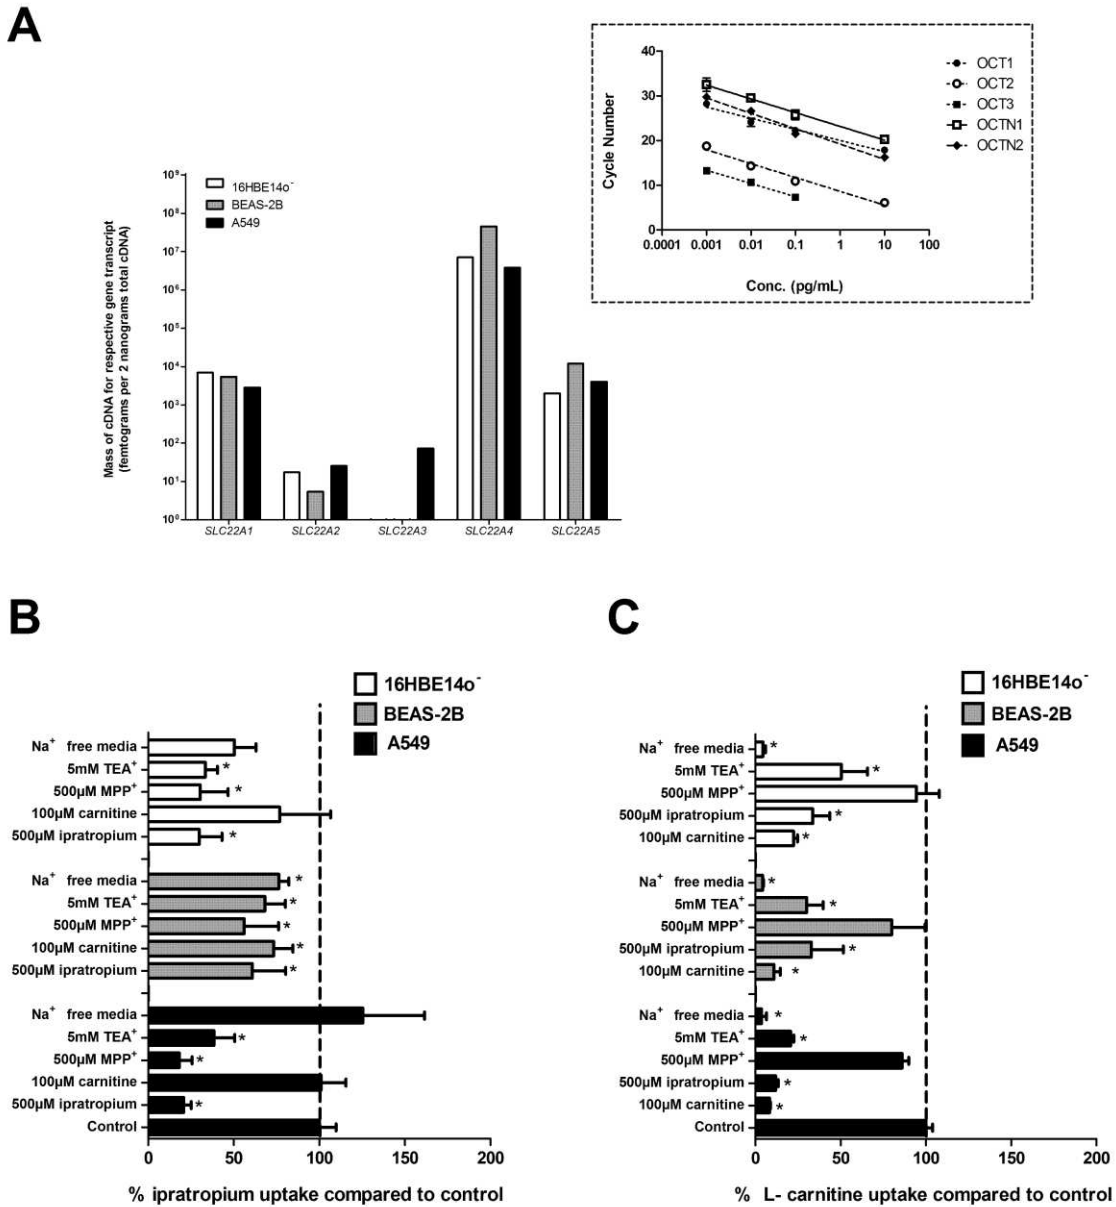 A
40
30
20
10
0
Cycle Number
0.0001 0.001 0.01 0.1 1 10 100
Conc. (pg/mL)
OCT1
OCT2
OCT3
OCTN1
OCTN2
Mass of cDNA for respective gene transcript
(femtograms per 2 nanograms total cDNA)
10⁹
10⁸
10⁷
10⁶
10⁵
10⁴
10³
10²
10¹
10⁰
16HBE14o⁻
BEAS-2B
A549
SLC22A1 SLC22A2 SLC22A3 SLC22A4 SLC22A5
B
16HBE14o⁻
BEAS-2B
A549
Na⁺ free media
5mM TEA⁺ *
500µM MPP⁺ *
100µM carnitine
500µM ipratropium *
Na⁺ free media *
5mM TEA⁺ *
500µM MPP⁺ *
100µM carnitine *
500µM ipratropium *
Na⁺ free media
5mM TEA⁺ *
500µM MPP⁺ *
100µM carnitine
500µM ipratropium *
Control
0 50 100 150 200
% ipratropium uptake compared to control
C
16HBE14o⁻
BEAS-2B
A549
Na⁺ free media *
5mM TEA⁺ *
500µM MPP⁺
500µM ipratropium *
100µM carnitine *
Na⁺ free media *
5mM TEA⁺ *
500µM MPP⁺
500µM ipratropium *
100µM carnitine *
Na⁺ free media *
5mM TEA⁺ *
500µM MPP⁺
500µM ipratropium *
100µM carnitine *
Control
0 50 100 150 200
% L- carnitine uptake compared to control